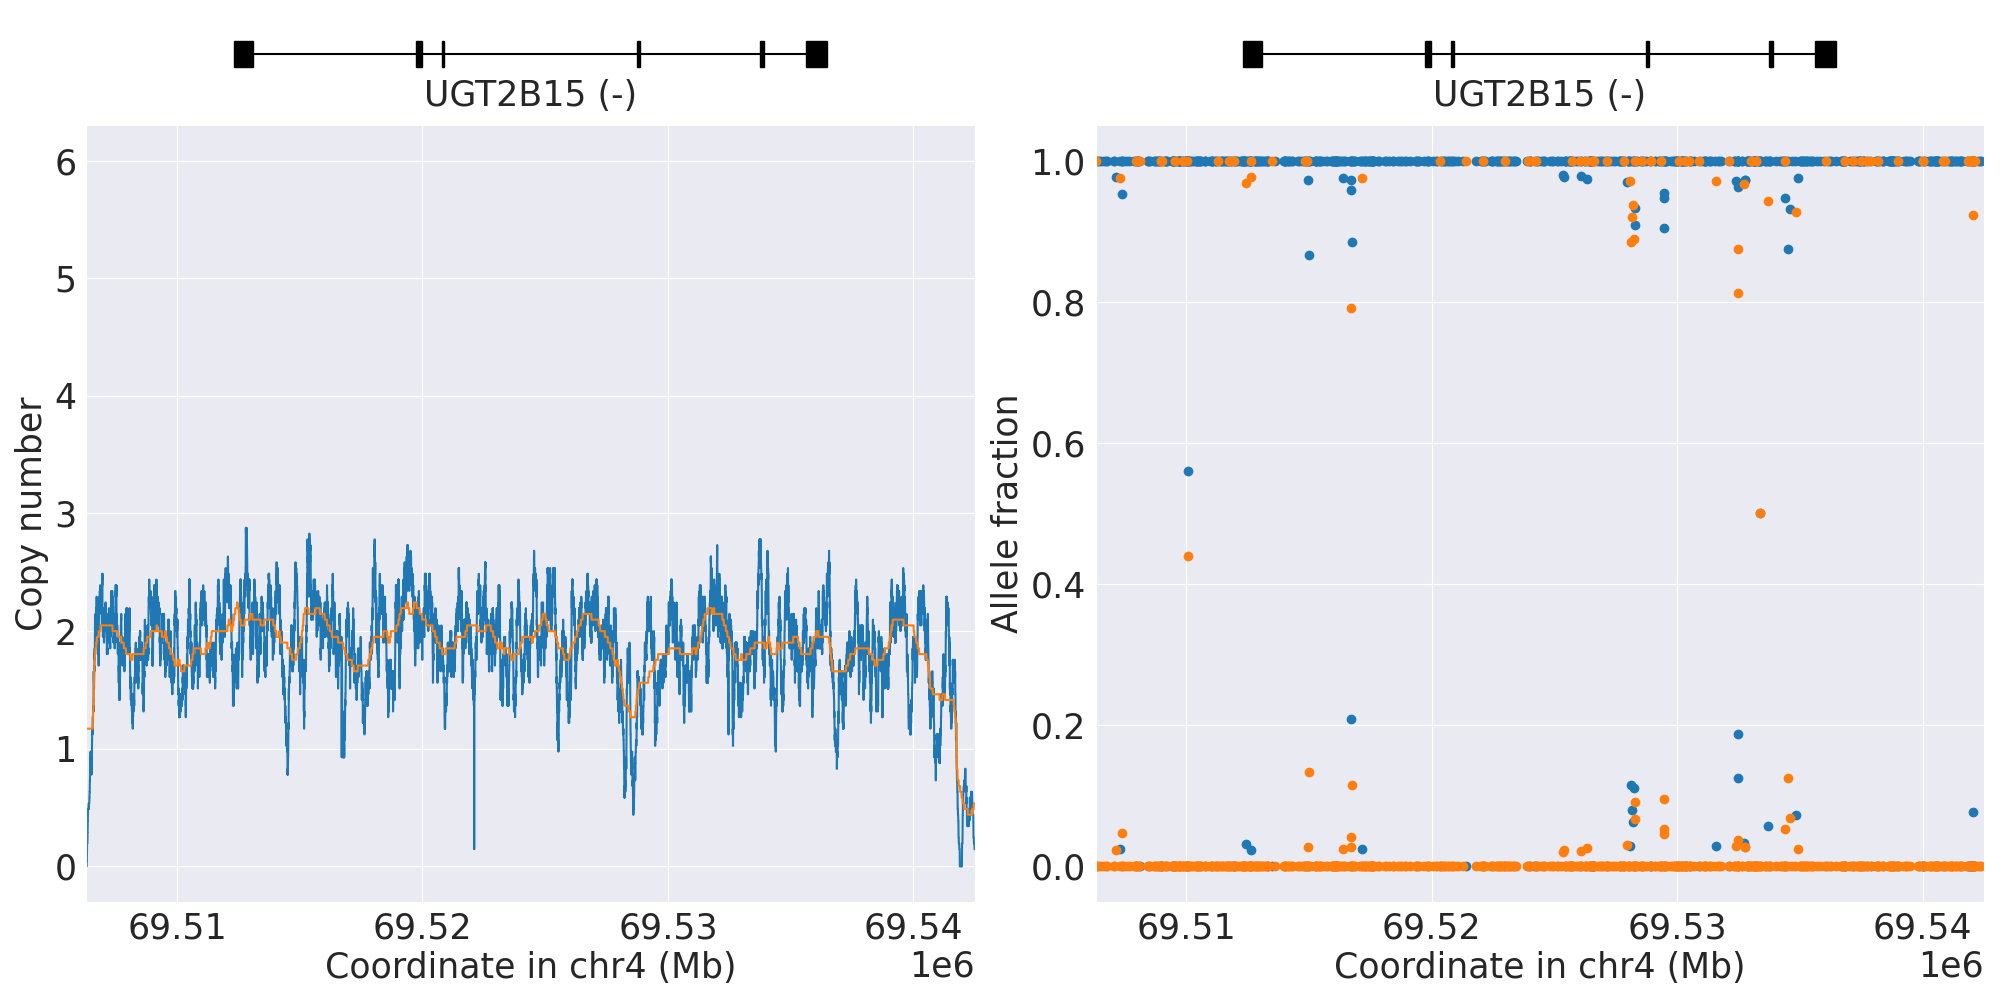 UGT2B15 (-)
6
5
4
3
2
1
0
Copy number
69.51 69.52 69.53 69.54
Coordinate in chr4 (Mb)
1e6
UGT2B15 (-)
1.0
0.8
0.6
0.4
0.2
0.0
Allele fraction
69.51 69.52 69.53 69.54
Coordinate in chr4 (Mb)
1e6